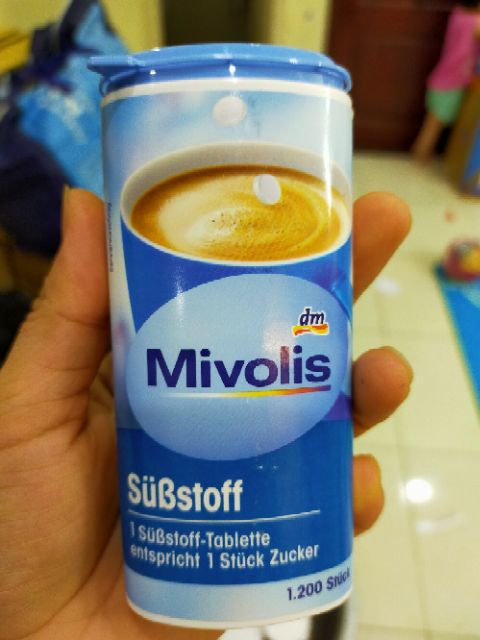 dm
Mivolis
Süßstoff
1 Süßstoff-Tablette
entspricht 1 Stück Zucker
1.200 Stück